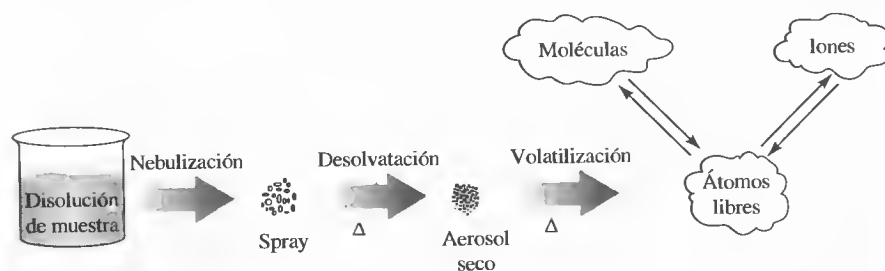 Moléculas
Iones
Nebulización
Desolvatación
Volatilización
Disolución
de muestra
Átomos
libres
Δ
Δ
Spray
Aerosol
seco